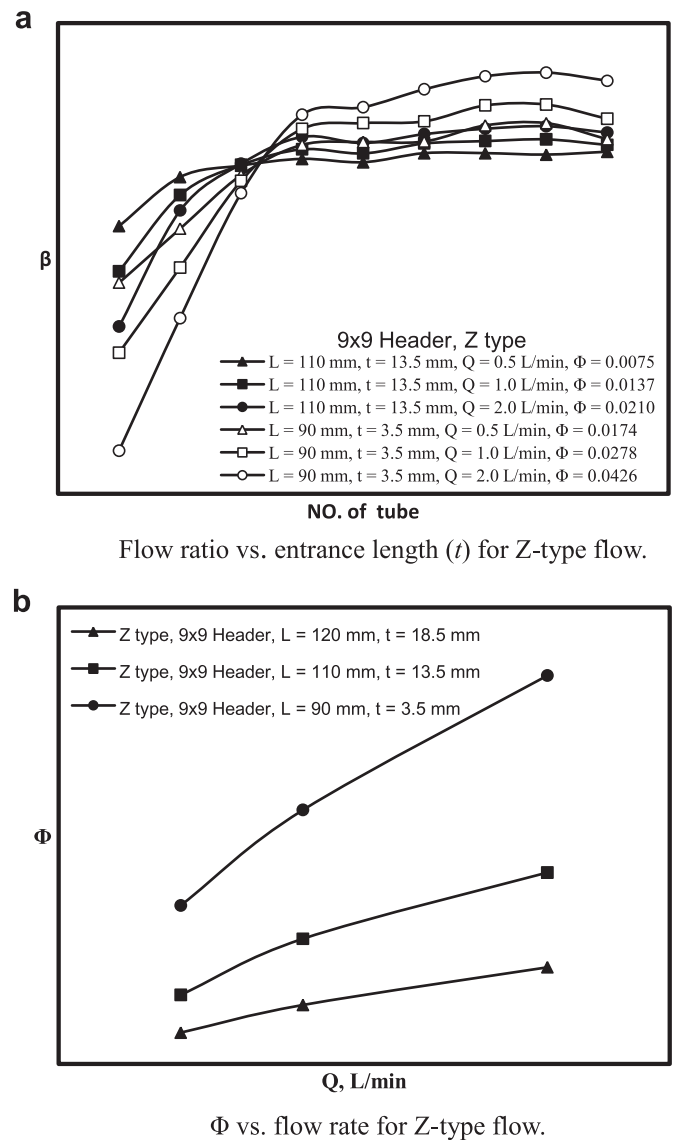 a
β
9x9 Header, Z type
L = 110 mm, t = 13.5 mm, Q = 0.5 L/min, Φ = 0.0075
L = 110 mm, t = 13.5 mm, Q = 1.0 L/min, Φ = 0.0137
L = 110 mm, t = 13.5 mm, Q = 2.0 L/min, Φ = 0.0210
L = 90 mm, t = 3.5 mm, Q = 0.5 L/min, Φ = 0.0174
L = 90 mm, t = 3.5 mm, Q = 1.0 L/min, Φ = 0.0278
L = 90 mm, t = 3.5 mm, Q = 2.0 L/min, Φ = 0.0426
NO. of tube
Flow ratio vs. entrance length (t) for Z-type flow.
b
Z type, 9x9 Header, L = 120 mm, t = 18.5 mm
Z type, 9x9 Header, L = 110 mm, t = 13.5 mm
Z type, 9x9 Header, L = 90 mm, t = 3.5 mm
Φ
Q, L/min
Φ vs. flow rate for Z-type flow.